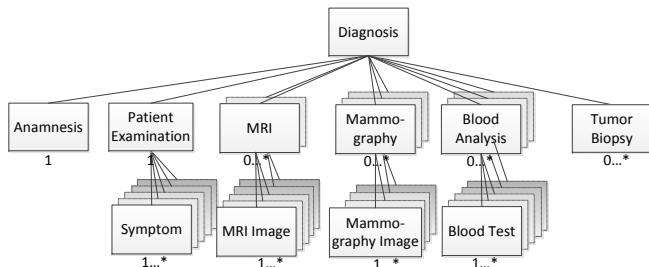 Diagnosis
Anamnesis
Patient
Examination
MRI
Mammo-
graphy
Blood
Analysis
Tumor
Biopsy
1
1
0...*
0...*
0...*
0...*
Symptom
MRI Image
Mammo-
graphy Image
Blood Test
1...*
1...*
1...*
1...*